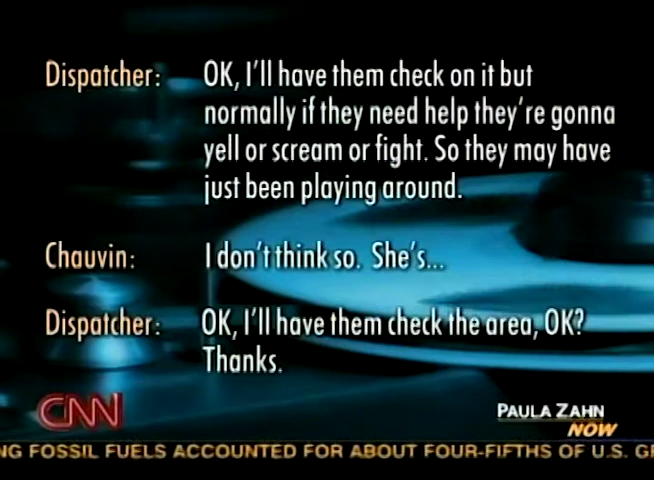 Dispatcher: OK, I'll have them check on it but
normally if they need help they're gonna
yell or scream or fight. So they may have
just been playing around.
Chauvin: I don't think so. She's...
Dispatcher: OK, I'll have them check the area, OK?
Thanks.
CNN
PAULA ZAHN
NOW
NG FOSSIL FUELS ACCOUNTED FOR ABOUT FOUR-FIFTHS OF U.S. GR